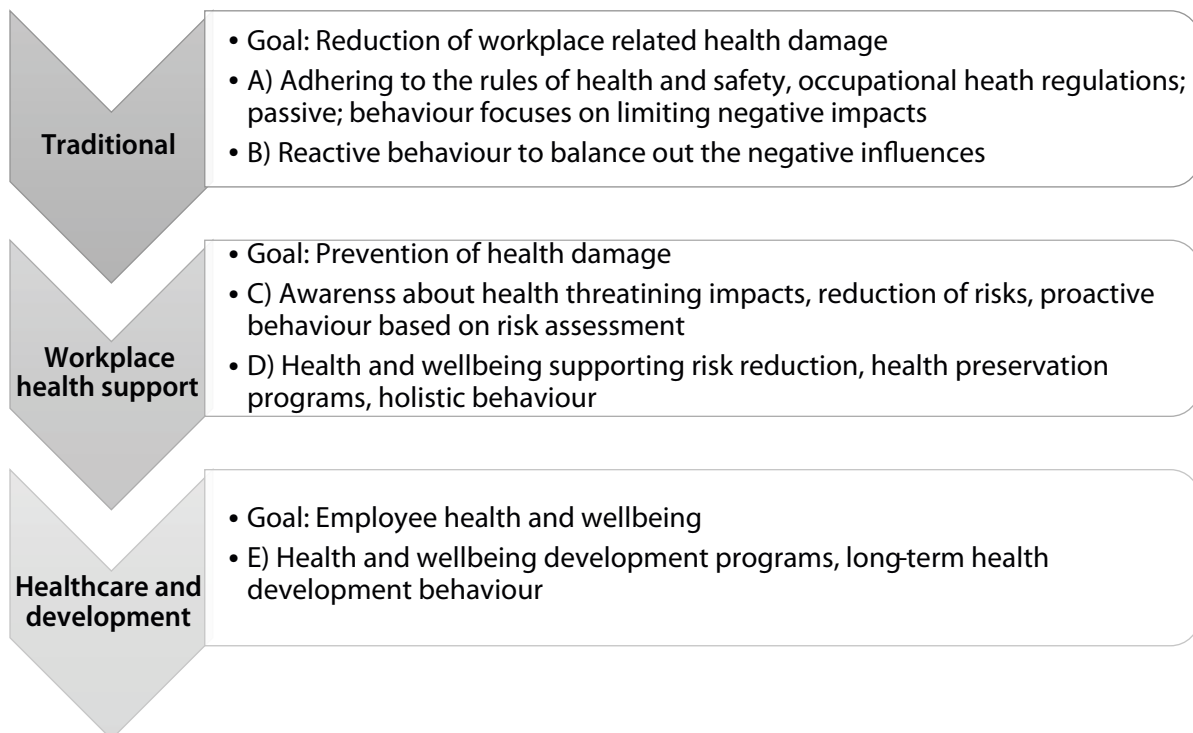 Traditional
• Goal: Reduction of workplace related health damage
• A) Adhering to the rules of health and safety, occupational heath regulations;
passive; behaviour focuses on limiting negative impacts
• B) Reactive behaviour to balance out the negative influences
Workplace
health support
• Goal: Prevention of health damage
• C) Awarenss about health threatining impacts, reduction of risks, proactive
behaviour based on risk assessment
• D) Health and wellbeing supporting risk reduction, health preservation
programs, holistic behaviour
Healthcare and
development
• Goal: Employee health and wellbeing
• E) Health and wellbeing development programs, long-term health
development behaviour